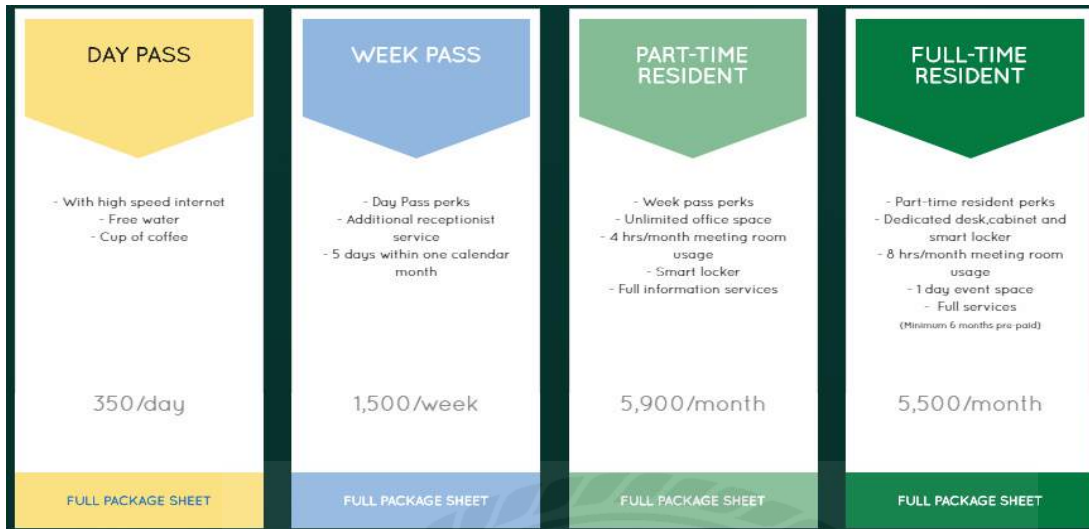 DAY PASS
- With high speed internet
- Free water
- Cup of coffee
350/day
FULL PACKAGE SHEET
WEEK PASS
- Day Pass perks
- Additional receptionist
service
- 5 days within one calendar
month
1,500/week
FULL PACKAGE SHEET
PART-TIME
RESIDENT
- Week pass perks
- Unlimited office space
- 4 hrs/month meeting room
usage
- Smart locker
- Full information services
5,900/month
FULL PACKAGE SHEET
FULL-TIME
RESIDENT
- Part-time resident perks
- Dedicated desk,cabinet and
smart locker
- 8 hrs/month meeting room
usage
- 1 day event space
- Full services
(Minimum 6 months pre-paid)
5,500/month
FULL PACKAGE SHEET